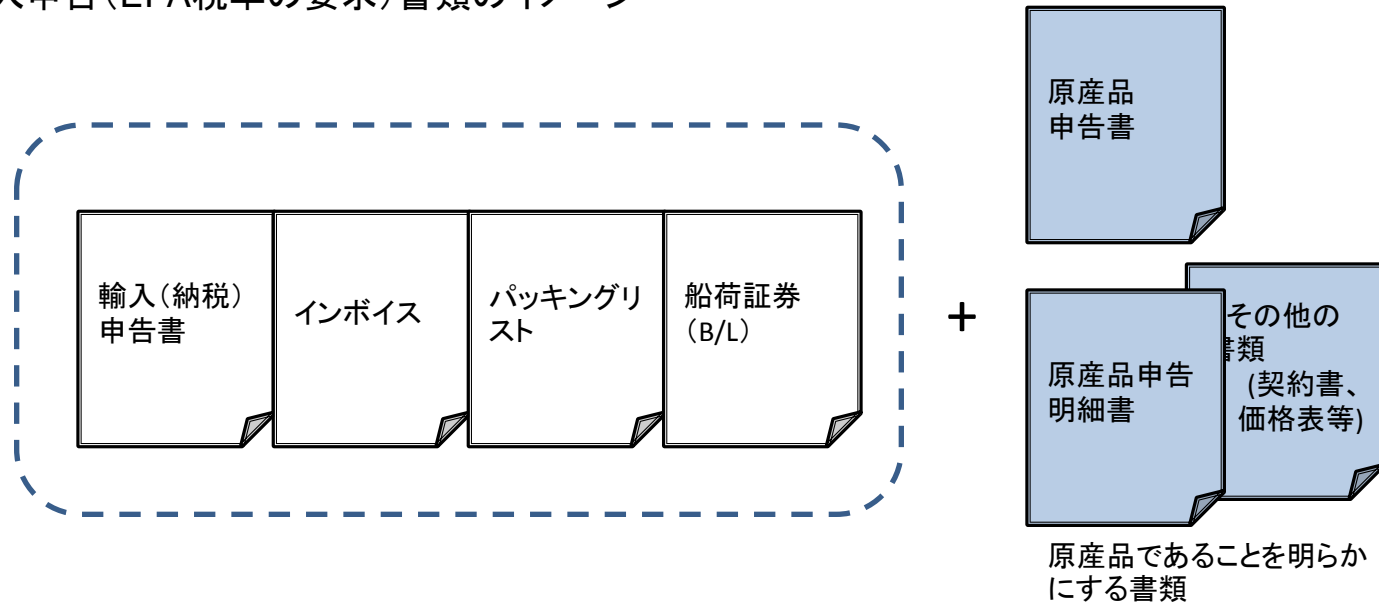 申告(EPA税率の要求)書類のイメージ
輸入(納税)
申告書
インボイス
パッキングリ
スト
船荷証券
(B/L)
+
原産品
申告書
原産品申告
明細書
その他の
書類
(契約書、
価格表等)
原産品であることを明らか
にする書類